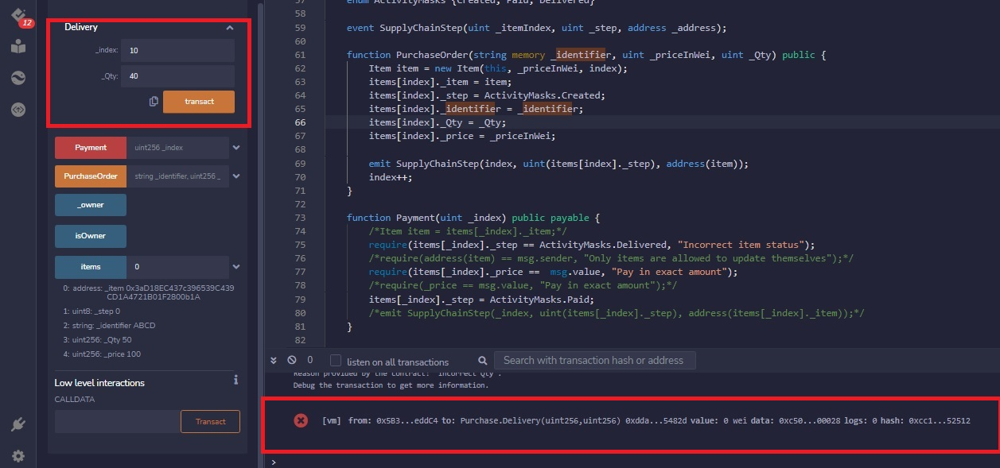 12
Delivery
_index: 10
_Qty: 40
transact
Payment uint256 _index
PurchaseOrder string _identifier, uint256 _
_owner
isOwner
items 0
0: address: _item 0x3aD18EC437c396539C439
CD1A4721B01F2800b1A
1: uint8: _step 0
2: string: _identifier ABCD
3: uint256: _Qty 50
4: uint256: _price 100
Low level interactions
CALLDATA
Transact
57 enum ActivityMasks {Created, Paid, Delivered}
58
59 event SupplyChainStep(uint _itemIndex, uint _step, address _address);
60
61 function PurchaseOrder(string memory _identifier, uint _priceInWei, uint _Qty) public {
62 Item item = new Item(this, _priceInWei, index);
63 items[index]._item = item;
64 items[index]._step = ActivityMasks.Created;
65 items[index]._identifier = _identifier;
66 items[index]._Qty = _Qty;
67 items[index]._price = _priceInWei;
68
69 emit SupplyChainStep(index, uint(items[index]._step), address(item));
70 index++;
71 }
72
73 function Payment(uint _index) public payable {
74 /*Item item = items[_index]._item;*/
75 require(items[_index]._step == ActivityMasks.Delivered, "Incorrect item status");
76 /*require(address(item) == msg.sender, "Only items are allowed to update themselves");*/
77 require(items[_index]._price == msg.value, "Pay in exact amount");
78 /*require(_price == msg.value, "Pay in exact amount");*/
79 items[_index]._step = ActivityMasks.Paid;
80 /*emit SupplyChainStep(_index, uint(items[_index]._step), address(items[_index]._item));*/
81 }
82
0 listen on all transactions Search with transaction hash or address
Reason provided by the contract: "Incorrect Qty".
Debug the transaction to get more information.
[vm] from: 0x5B3...eddC4 to: Purchase.Delivery(uint256,uint256) 0xdda...5482d value: 0 wei data: 0xc50...00028 logs: 0 hash: 0xcc1...52512
>